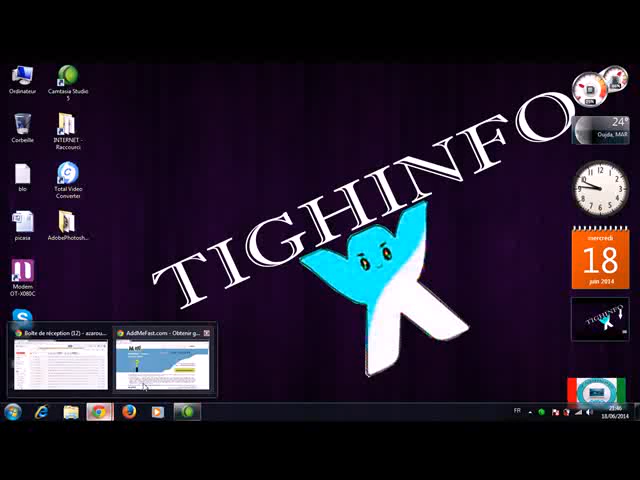 Ordinateur
Camtasia Studio
5
Corbeille
INTERNET -
Raccourci
blo
Total Video
Converter
picasa
AdobePhotosh...
Modem
OT-X080C
TIGHINFO
24°
Oujda, MAR
mercredi
18
juin 2014
TIGHINFO
Boîte de réception (12) - azarou...
AddMeFast.com - Obtenir g...
FR
21:46
18/06/2014